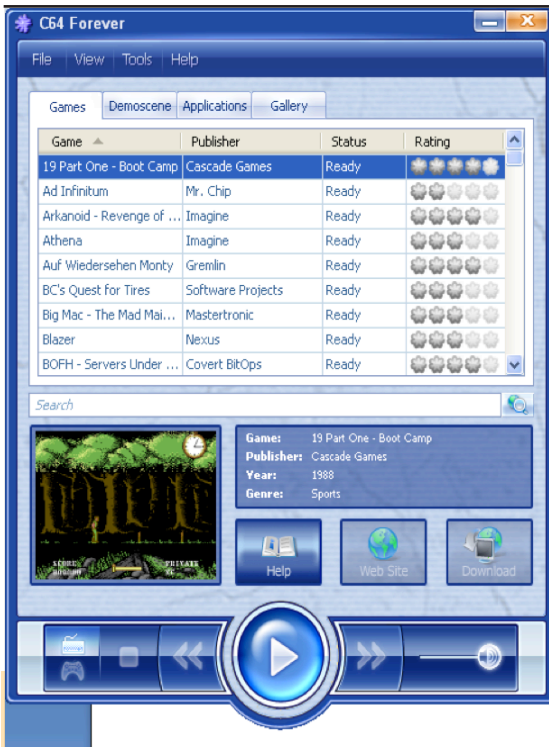 C64 Forever
File View Tools Help
Games Demoscene Applications Gallery
Game Publisher Status Rating
19 Part One - Boot Camp Cascade Games Ready
Ad Infinitum Mr. Chip Ready
Arkanoid - Revenge of ... Imagine Ready
Athena Imagine Ready
Auf Wiedersehen Monty Gremlin Ready
BC's Quest for Tires Software Projects Ready
Big Mac - The Mad Mai... Mastertronic Ready
Blazer Nexus Ready
BOFH - Servers Under ... Covert BitOps Ready
Search
Game: 19 Part One - Boot Camp
Publisher: Cascade Games
Year: 1988
Genre: Sports
SCORE PRIVATE
Help Web Site Download